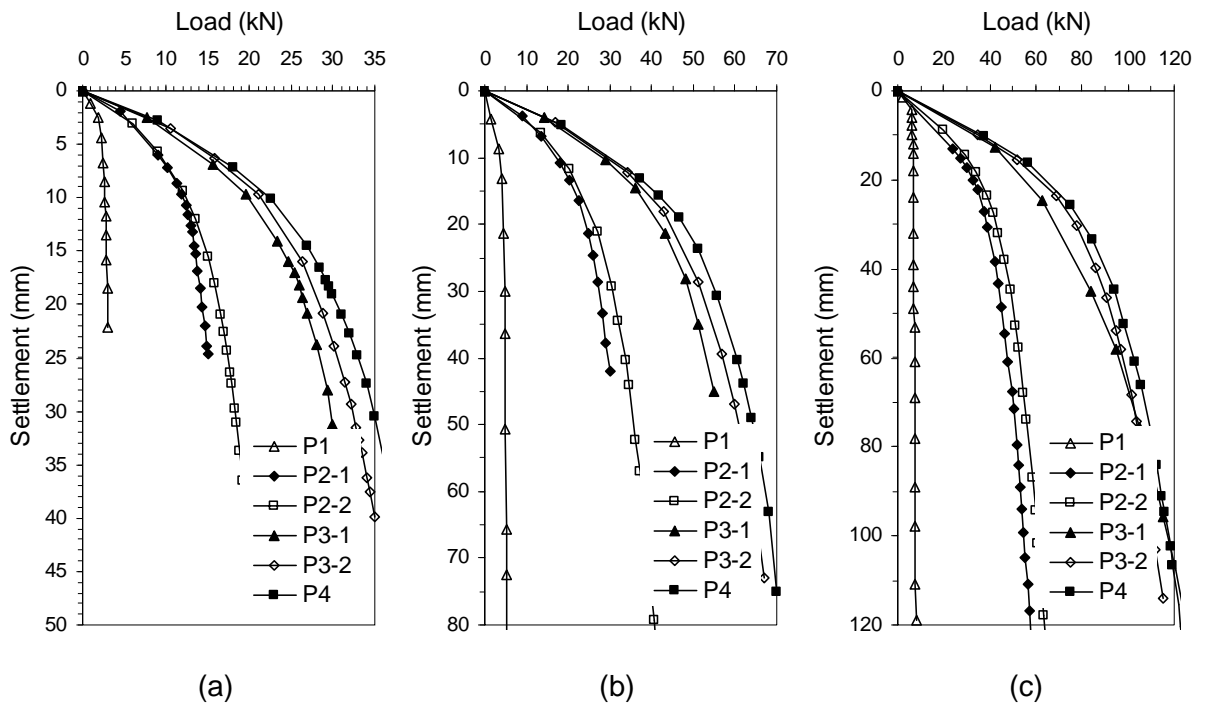 Load (kN)
0 5 10 15 20 25 30 35
0
5
10
15
20
25
30
35
40
45
50
Settlement (mm)
P1
P2-1
P2-2
P3-1
P3-2
P4
(a)
Load (kN)
0 10 20 30 40 50 60 70
0
10
20
30
40
50
60
70
80
Settlement (mm)
P1
P2-1
P2-2
P3-1
P3-2
P4
(b)
Load (kN)
0 20 40 60 80 100 120
0
20
40
60
80
100
120
Settlement (mm)
P1
P2-1
P2-2
P3-1
P3-2
P4
(c)